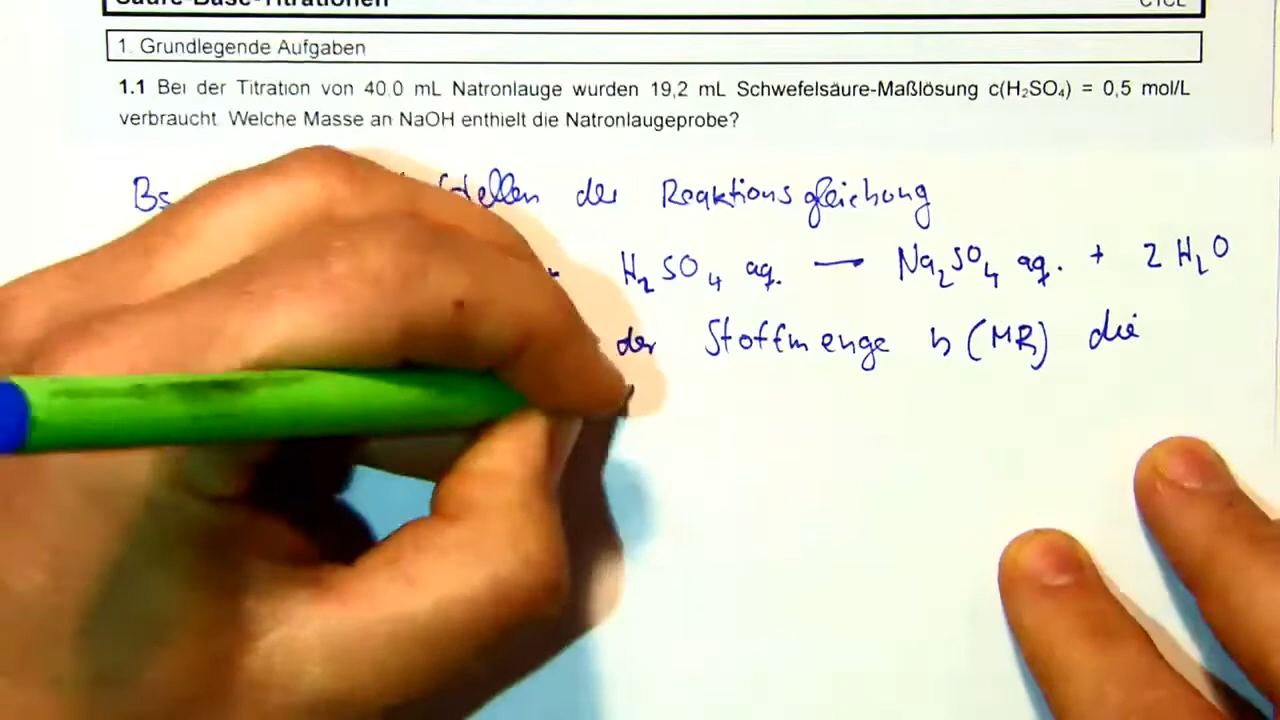 Säure-Base-Titrationen
1. Grundlegende Aufgaben
1.1 Bei der Titration von 40,0 mL Natronlauge wurden 19,2 mL Schwefelsäure-Maßlösung c(H₂SO₄) = 0,5 mol/L
verbraucht. Welche Masse an NaOH enthielt die Natronlaugeprobe?
der Reaktionsgleichung
H₂SO₄ aq. — Na₂SO₄ aq. + 2 H₂O
der Stoffmenge n (MR) die